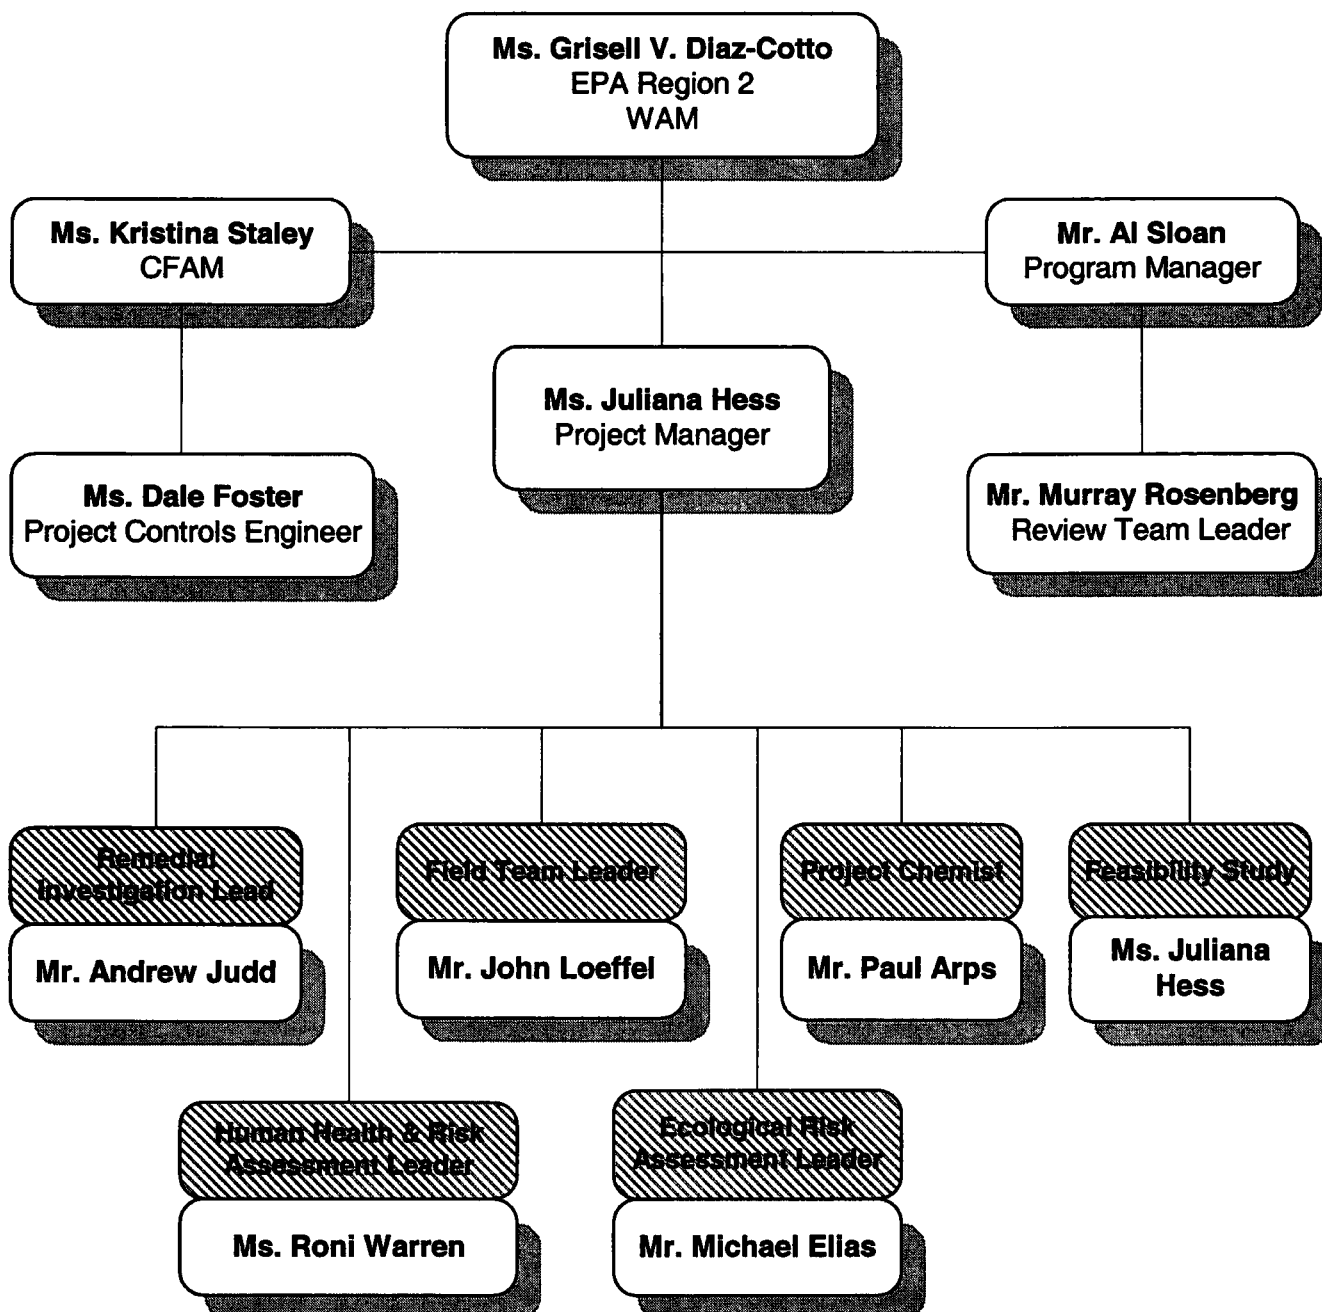 Ms. Grisell V. Diaz-Cotto
EPA Region 2
WAM
Ms. Kristina Staley
CFAM
Mr. Al Sloan
Program Manager
Ms. Juliana Hess
Project Manager
Ms. Dale Foster
Project Controls Engineer
Mr. Murray Rosenberg
Review Team Leader
Remedial
Investigation Lead
Mr. Andrew Judd
Field Team Leader
Mr. John Loeffel
Project Chemist
Mr. Paul Arps
Feasibility Study
Ms. Juliana
Hess
Human Health & Risk
Assessment Leader
Ms. Roni Warren
Ecological Risk
Assessment Leader
Mr. Michael Elias